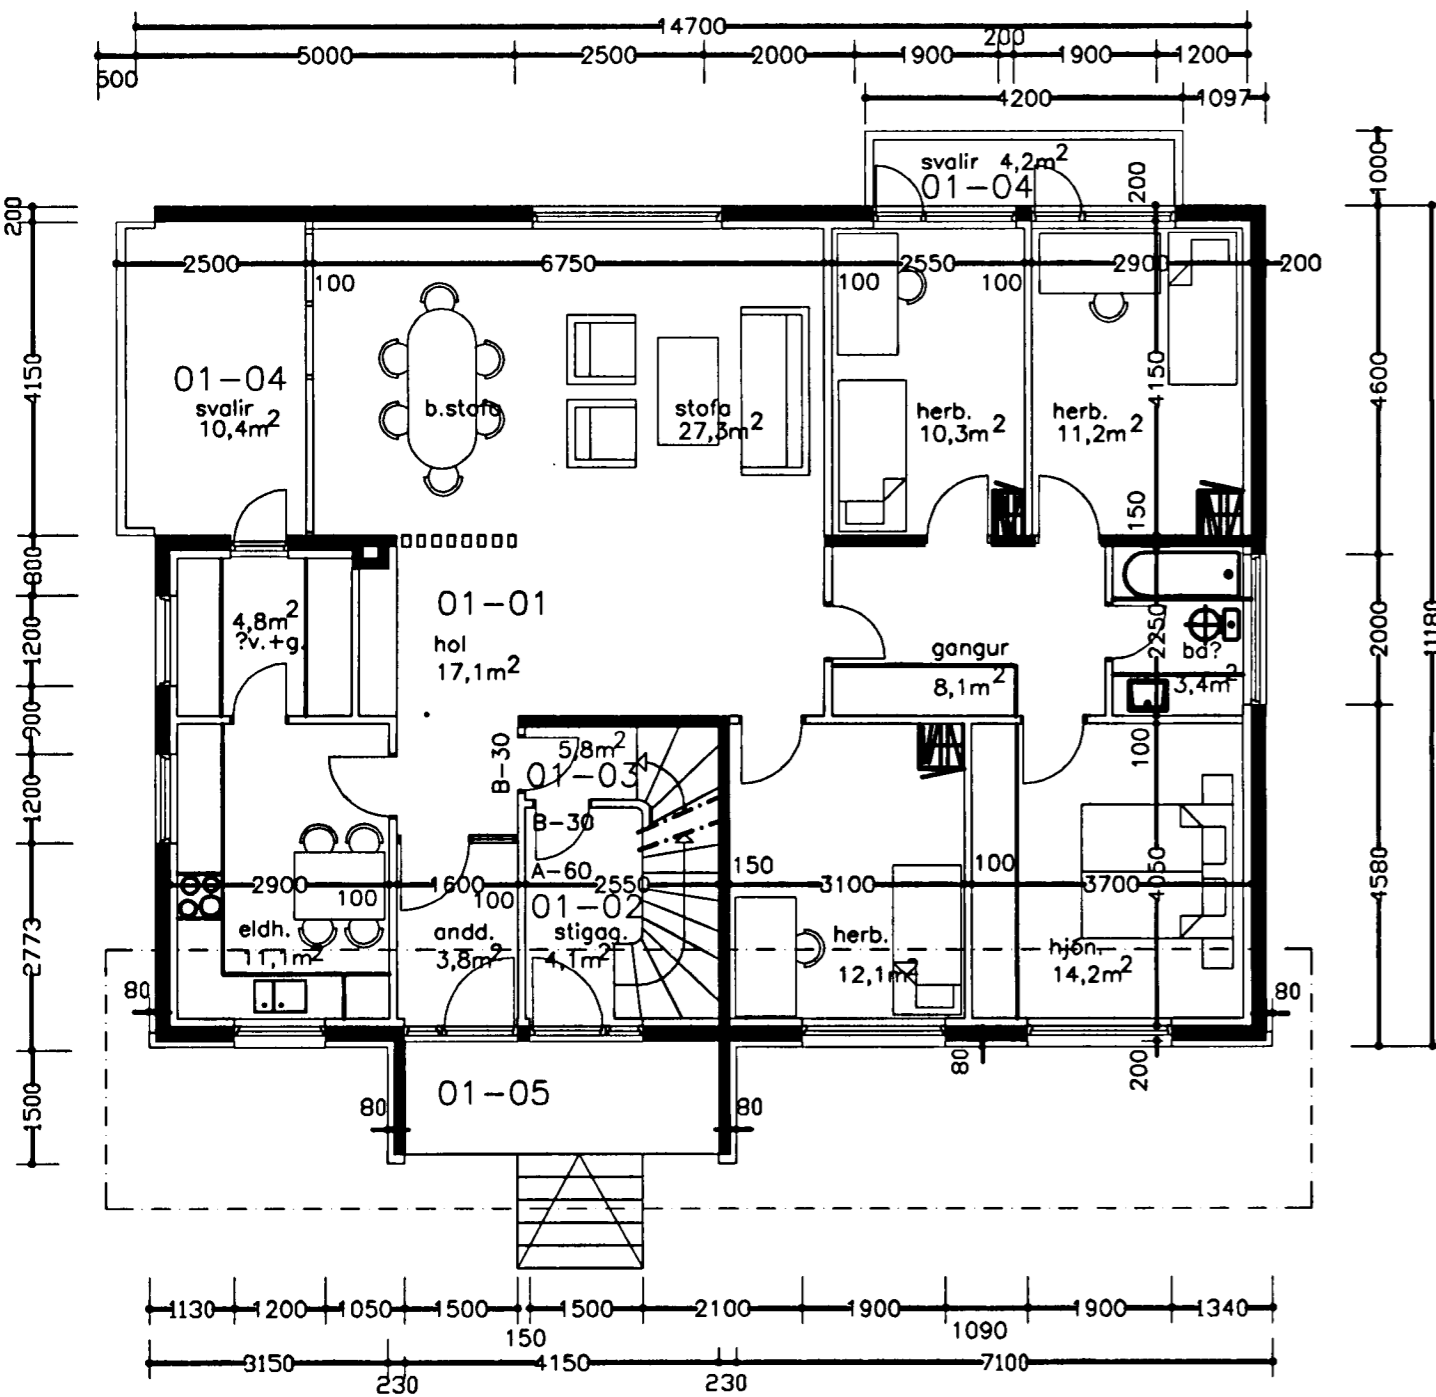 14700
200
5000 2500 2000 1900 1900 1200
500
4200 1097
svalir 4,2m²
01-04
200
1000
200
2500 6750 2550 2900 200
100 100 100
4150
01-04
svalir
10,4m²
b.stofa
stofa
27,3m²
herb.
10,3m²
herb.
11,2m²
4150
4600
150
800
01-01
4,8m²
?v.+g.
hol
17,1m²
1200
gangur
8,1m²
2250
ba?
3,4m²
2000
11180
900
B-30
5,8m²
01-03
100
1200
B-30
A-60
150
100
2900 1600 2550 3100 3700
100 100
4050
4580
01-02
eldh.
11,1m²
andd.
3,8m²
stigag.
4,1m²
herb.
12,1m²
hjón.
14,2m²
2773
80
80
80
200
1500
01-05
80
80
1130 1200 1050 1500 1500 2100 1900 1900 1340
150 1090
3150 4150 7100
230 230